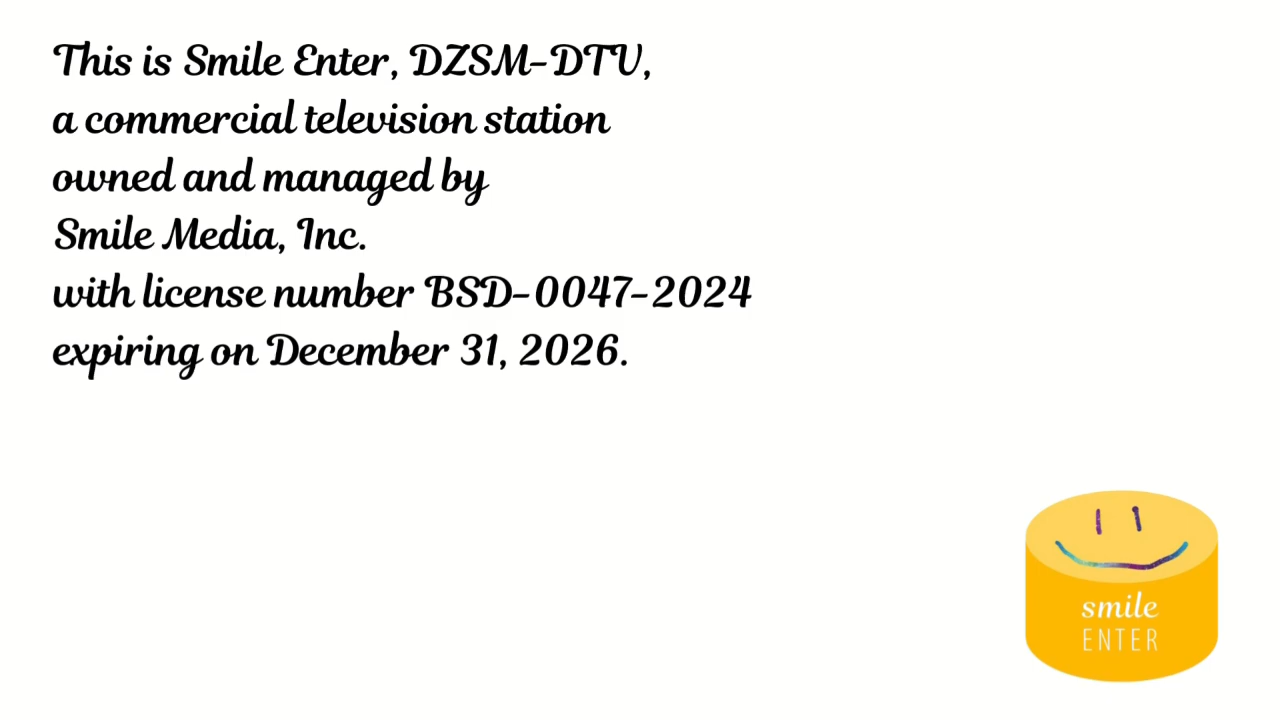 This is Smile Enter, DZSM-DTV,
a commercial television station
owned and managed by
Smile Media, Inc.
with license number BSD-0047-2024
expiring on December 31, 2026.
smile
ENTER